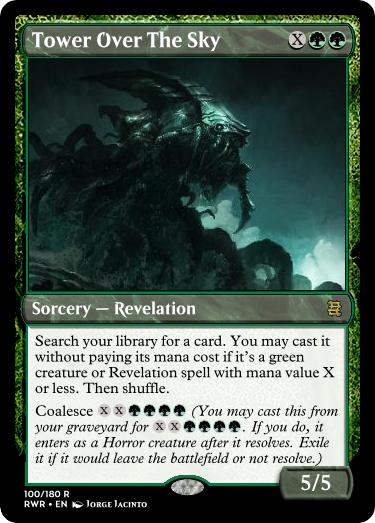 Tower Over The Sky X
Sorcery — Revelation
Search your library for a card. You may cast it
without paying its mana cost if it's a green
creature or Revelation spell with mana value X
or less. Then shuffle.
Coalesce X X (You may cast this from
your graveyard for X X . If you do, it
enters as a Horror creature after it resolves. Exile
it if it would leave the battlefield or not resolve.)
5/5
100/180 R
RWR • EN Jorge Jacinto